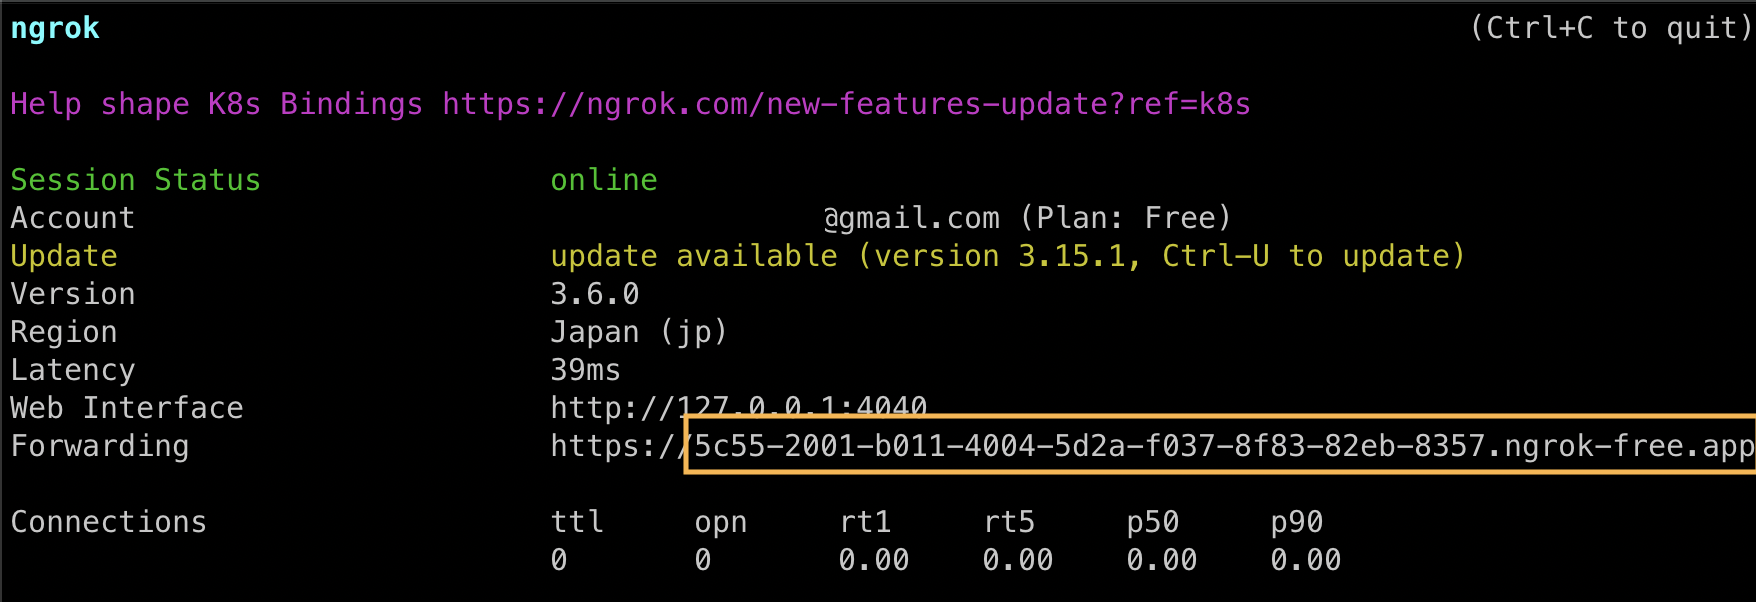 ngrok (Ctrl+C to quit)
Help shape K8s Bindings https://ngrok.com/new-features-update?ref=k8s
Session Status online
Account @gmail.com (Plan: Free)
Update update available (version 3.15.1, Ctrl-U to update)
Version 3.6.0
Region Japan (jp)
Latency 39ms
Web Interface http://127.0.0.1:4040
Forwarding https://5c55-2001-b011-4004-5d2a-f037-8f83-82eb-8357.ngrok-free.app
Connections ttl opn rt1 rt5 p50 p90
0 0 0.00 0.00 0.00 0.00